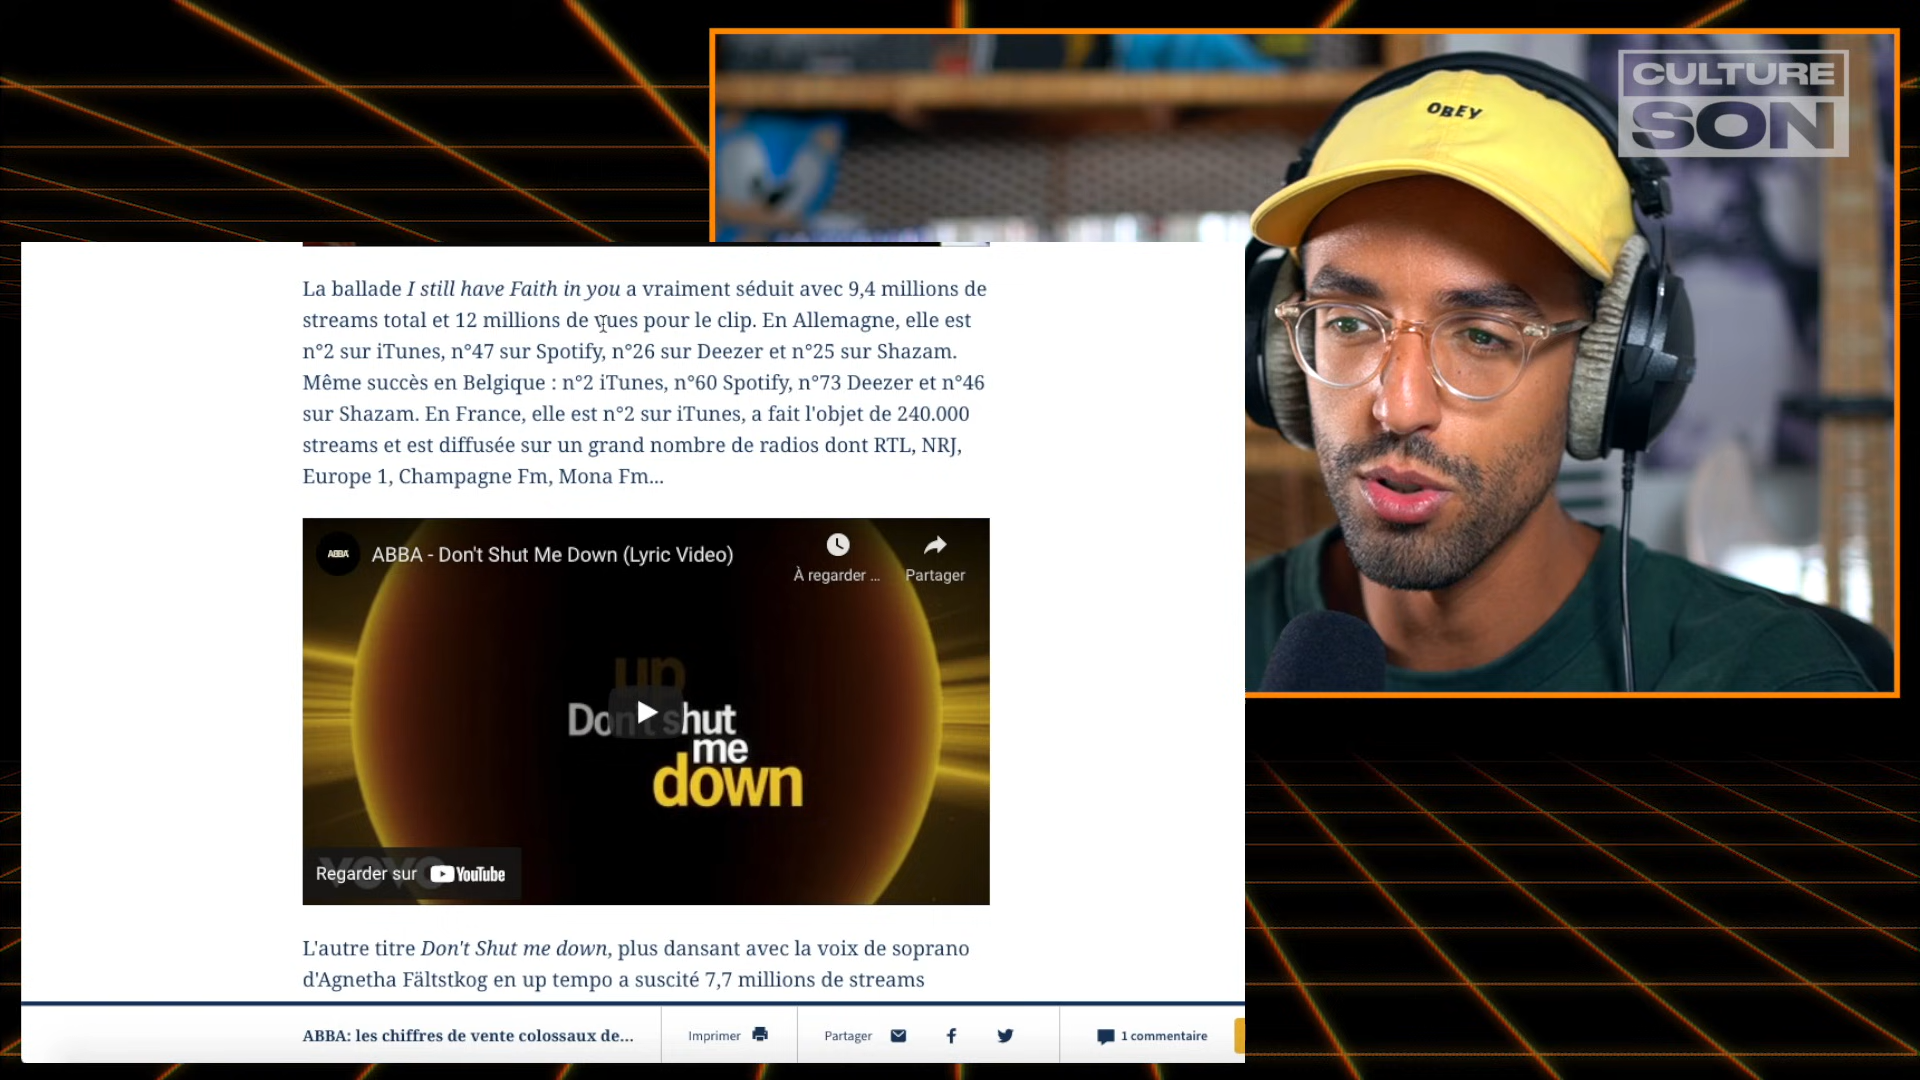 CULTURE
SON
OBEY
La ballade I still have Faith in you a vraiment séduit avec 9,4 millions de
streams total et 12 millions de vues pour le clip. En Allemagne, elle est
n°2 sur iTunes, n°47 sur Spotify, n°26 sur Deezer et n°25 sur Shazam.
Même succès en Belgique : n°2 iTunes, n°60 Spotify, n°73 Deezer et n°46
sur Shazam. En France, elle est n°2 sur iTunes, a fait l'objet de 240.000
streams et est diffusée sur un grand nombre de radios dont RTL, NRJ,
Europe 1, Champagne Fm, Mona Fm...
ABBA
ABBA - Don't Shut Me Down (Lyric Video)
À regarder ...
Partager
up
Don't shut
me
down
vevo
Regarder sur YouTube
L'autre titre Don't Shut me down, plus dansant avec la voix de soprano
d'Agnetha Fältstkog en up tempo a suscité 7,7 millions de streams
ABBA: les chiffres de vente colossaux de...
Imprimer
Partager
1 commentaire